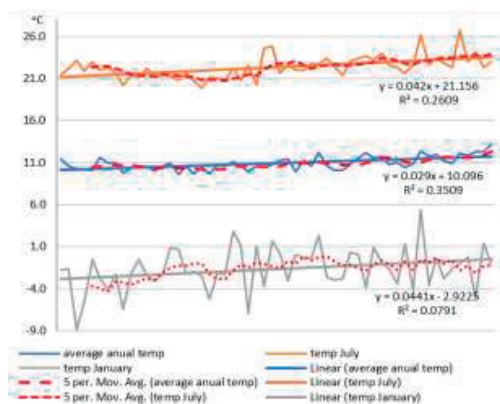 °C
26.0
21.0
y = 0.042x + 21.156
R² = 0.2609
16.0
11.0
y = 0.029x + 10.096
R² = 0.3509
6.0
1.0
-4.0
y = 0.0441x - 2.9225
R² = 0.0791
-9.0
average anual temp
temp July
temp January
Linear (average anual temp)
5 per. Mov. Avg. (average anual temp)
Linear (temp July)
5 per. Mov. Avg. (temp July)
Linear (temp January)